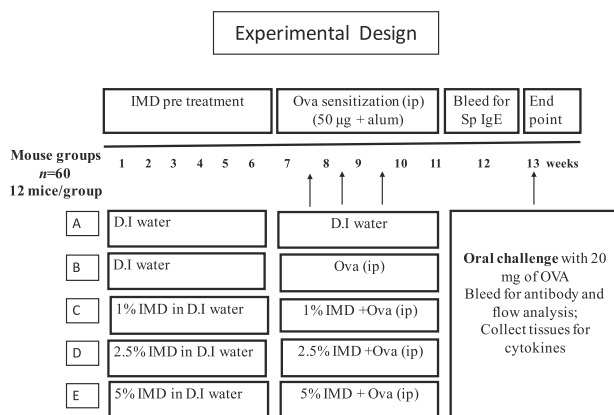 Experimental Design
IMD pre treatment
Ova sensitization (ip)
(50 µg + alum)
Bleed for
Sp IgE
End
point
Mouse groups
n=60
12 mice/group
1 2 3 4 5 6 7 8 9 10 11 12 13 weeks
A
D.I water
D.I water
B
D.I water
Ova (ip)
C
1% IMD in D.I water
1% IMD +Ova (ip)
D
2.5% IMD in D.I water
2.5% IMD +Ova (ip)
E
5% IMD in D.I water
5% IMD + Ova (ip)
Oral challenge with 20
mg of OVA
Bleed for antibody and
flow analysis;
Collect tissues for
cytokines